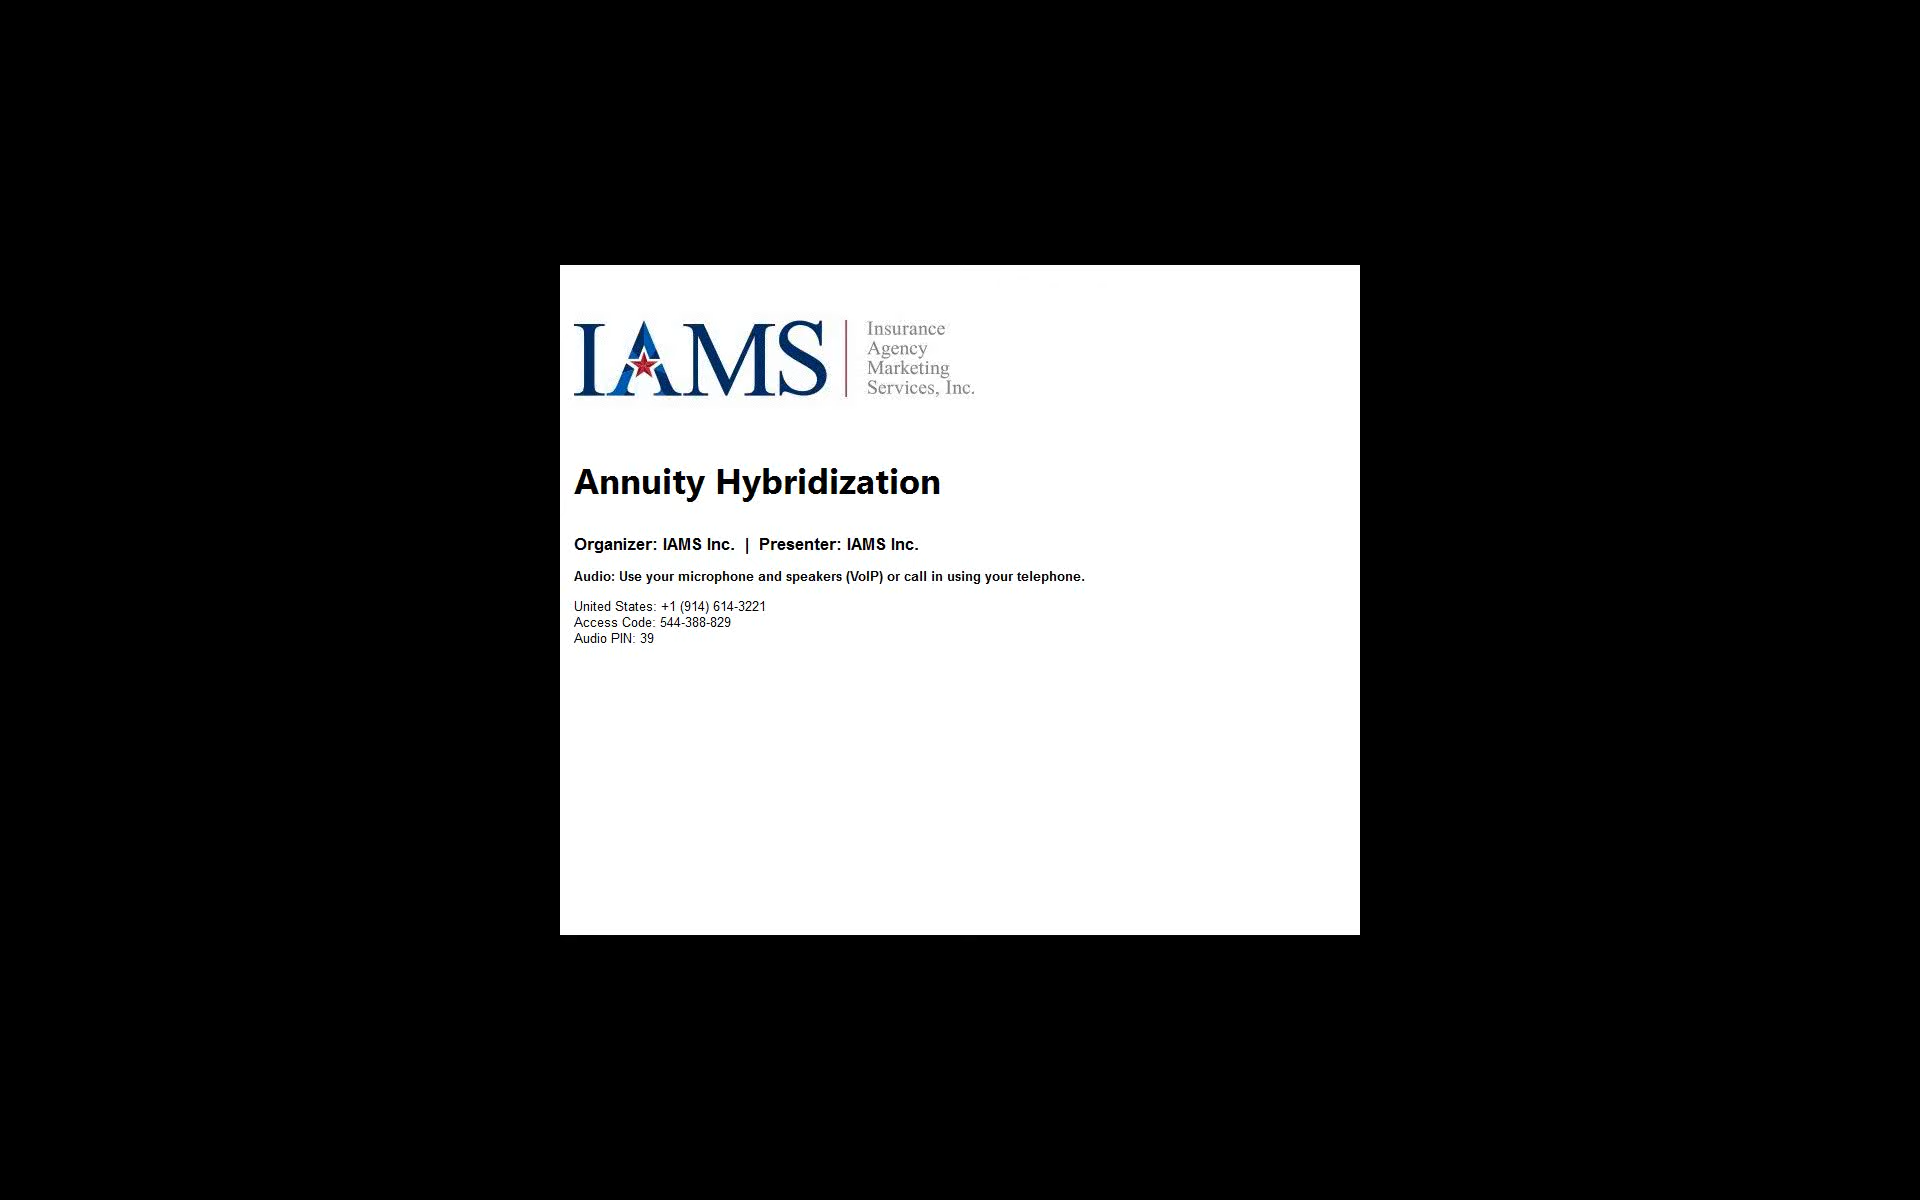 IAMS
Insurance
Agency
Marketing
Services, Inc.
Annuity Hybridization
Organizer: IAMS Inc. | Presenter: IAMS Inc.
Audio: Use your microphone and speakers (VoIP) or call in using your telephone.
United States: +1 (914) 614-3221
Access Code: 544-388-829
Audio PIN: 39